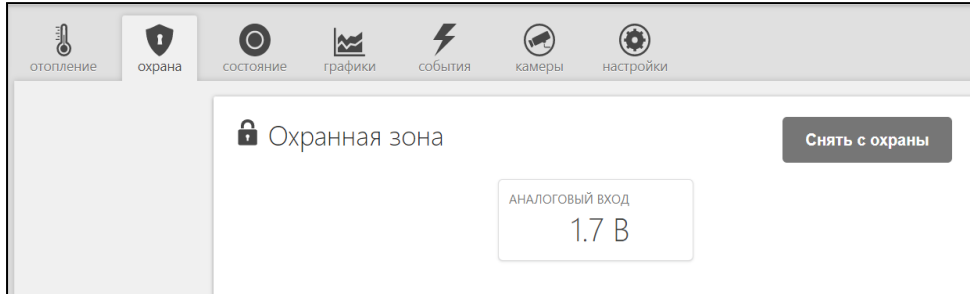 отопление охрана состояние графики события камеры настройки
Охранная зона Снять с охраны
АНАЛОГОВЫЙ ВХОД
1.7 В